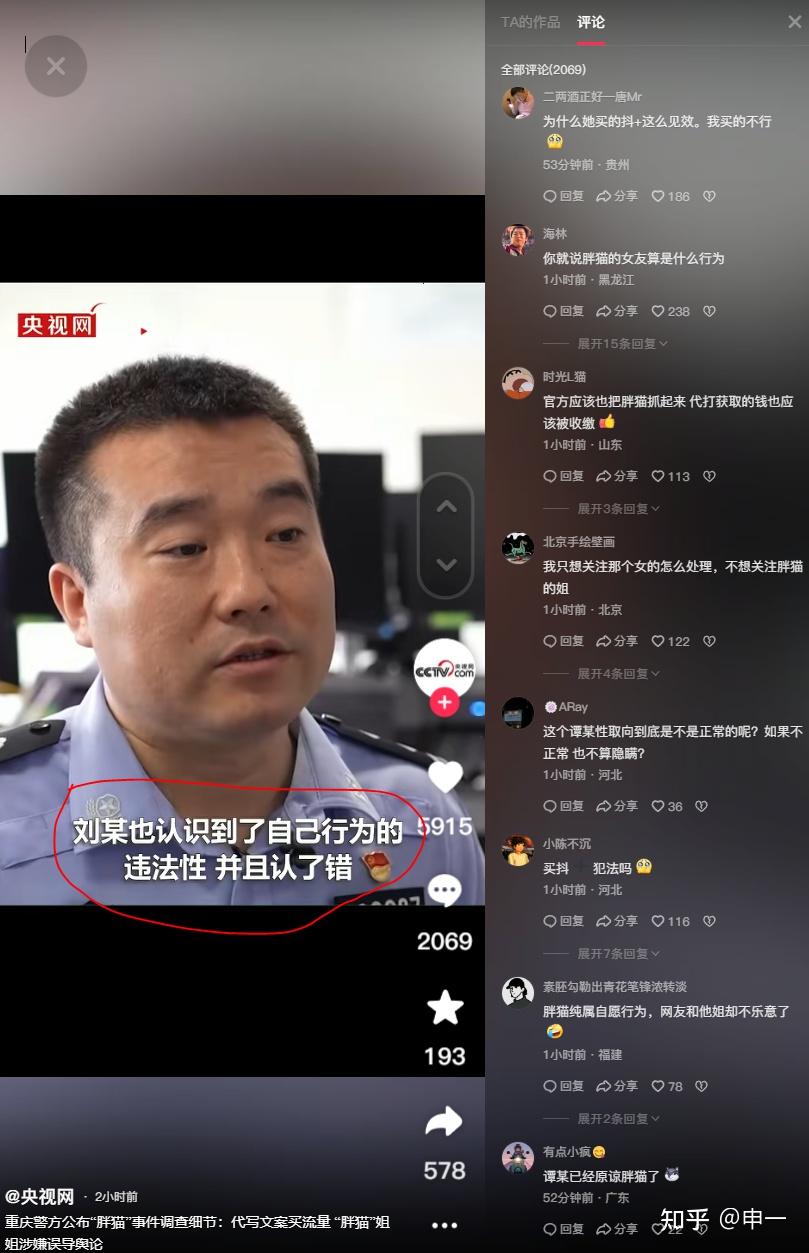 央视网
刘某也认识到了自己行为的
违法性 并且认了错
CCTV 央视网
com
5915
2069
193
578
@央视网 · 2小时前
重庆警方公布“胖猫”事件调查细节：代写文案买流量 “胖猫”姐
姐涉嫌误导舆论
TA的作品 评论
全部评论(2069)
二两酒正好一唐Mr
为什么她买的抖+这么见效。我买的不行
53分钟前 · 贵州
回复 分享 186
海林
你就说胖猫的女友算是什么行为
1小时前 · 黑龙江
回复 分享 238
展开15条回复
时光L猫
官方应该也把胖猫抓起来 代打获取的钱也应
该被收缴
1小时前 · 山东
回复 分享 113
展开3条回复
北京手绘壁画
我只想关注那个女的怎么处理，不想关注胖猫
的姐
1小时前 · 北京
回复 分享 122
展开4条回复
ARay
这个谭某性取向到底是不是正常的呢？如果不
正常 也不算隐瞒？
1小时前 · 河北
回复 分享 36
小陈不沉
买抖➕犯法吗
1小时前 · 河北
回复 分享 116
展开7条回复
素胚勾勒出青花笔锋浓转淡
胖猫纯属自愿行为，网友和他姐却不乐意了
1小时前 · 福建
回复 分享 78
展开2条回复
有点小疯
谭某已经原谅胖猫了
52分钟前 · 广东
回复 分享 22
知乎 @申一